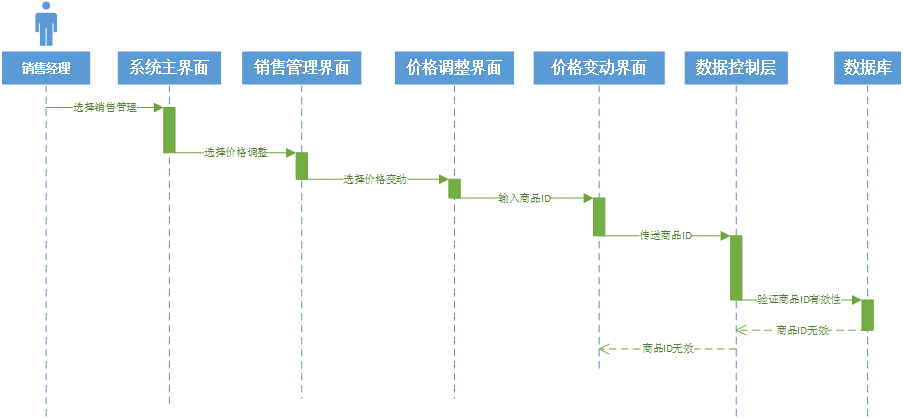 销售经理
系统主界面
销售管理界面
价格调整界面
价格变动界面
数据控制层
数据库
选择销售管理
选择价格调整
选择价格变动
输入商品ID
传送商品ID
验证商品ID有效性
商品ID无效
商品ID无效